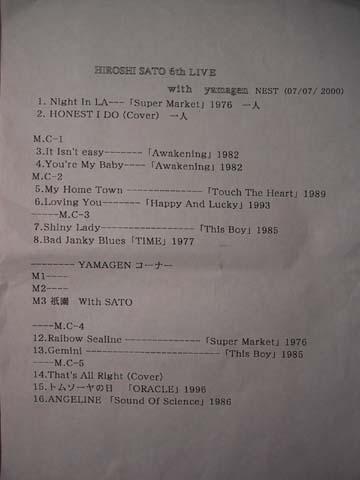 HIROSHI SATO 6th LIVE
with yamagen NEST (07/07/2000)
1. Night In LA---「Super Market」1976 一人
2. HONEST I DO (Cover) 一人
M.C-1
3.It Isn't easy-------「Awakening」1982
4.You're My Baby----「Awakening」1982
M.C-2
5.My Home Town --------------「Touch The Heart」1989
6.Loving You-------「Happy And Lucky」1993
-----M.C-3
7.Shiny Lady-----------------「This Boy」1985
8.Bad Janky Blues「TIME」1977
-------- YAMAGEN コーナー
M1----
M2----
M3 祇園 With SATO
----M.C-4
12.Raibow Sealine --------------「Super Market」1976
13.Gemini -------------------------「This Boy」1985
----M.C-5
14.That's All Right (Cover)
15.トムソーヤの日 「ORACLE」1996
16.ANGELINE 「Sound Of Science」1986